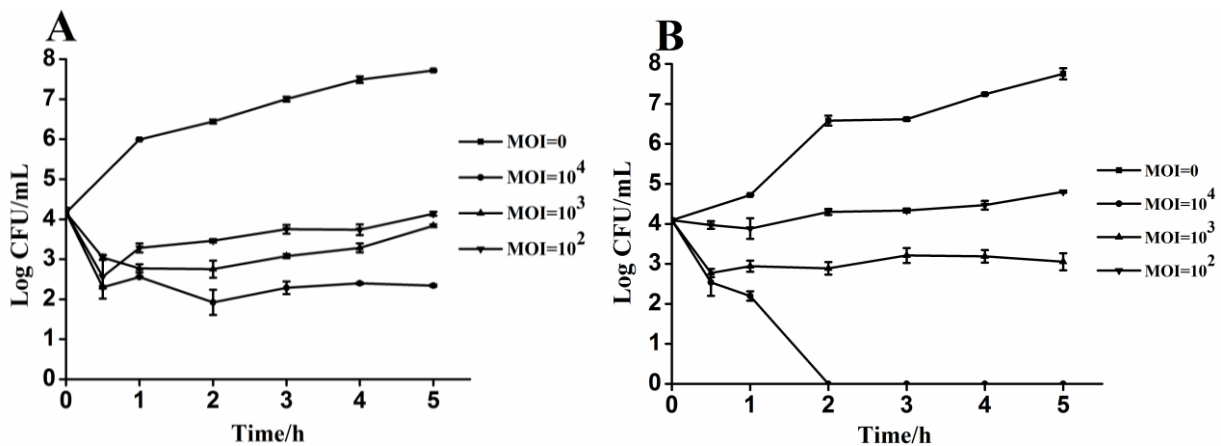 A
8
7
6
5
4
3
2
1
0
Log CFU/mL
0 1 2 3 4 5
Time/h
MOI=0
MOI=10^4
MOI=10^3
MOI=10^2
B
8
7
6
5
4
3
2
1
0
Log CFU/mL
0 1 2 3 4 5
Time/h
MOI=0
MOI=10^4
MOI=10^3
MOI=10^2